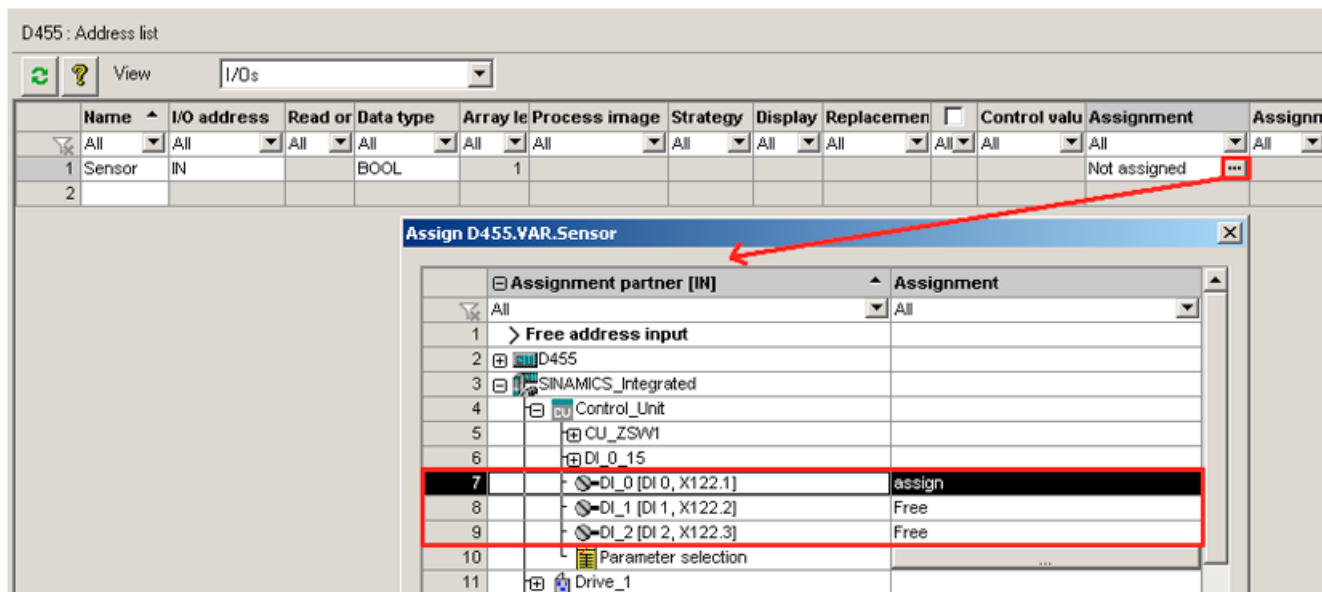 D455 : Address list
View I/Os
Name I/O address Read or Data type Array le Process image Strategy Display Replacemen Control valu Assignment Assignm
All All All All All All All All All All All All All
1 Sensor IN BOOL 1 Not assigned ...
2
Assign D455.VAR.Sensor
Assignment partner [IN] Assignment
All All
1 Free address input
2 D455
3 SINAMICS_Integrated
4 CU Control_Unit
5 CU_ZSW1
6 DI_0_15
7 DI_0 [DI 0, X122.1] assign
8 DI_1 [DI 1, X122.2] Free
9 DI_2 [DI 2, X122.3] Free
10 Parameter selection ...
11 Drive_1